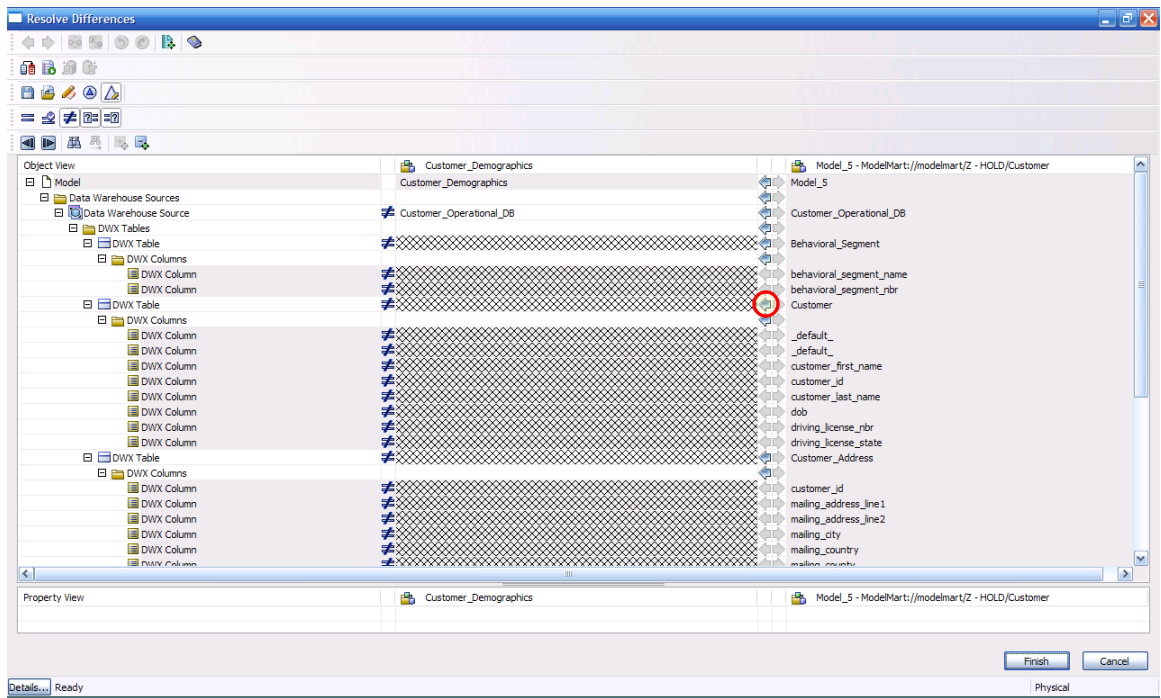 Resolve Differences
Object View Customer_Demographics Model_5 - ModelMart://modelmart/Z - HOLD/Customer
Model Customer_Demographics Model_5
Data Warehouse Sources
Data Warehouse Source Customer_Operational_DB Customer_Operational_DB
DWX Tables
DWX Table Behavioral_Segment
DWX Columns
DWX Column behavioral_segment_name
DWX Column behavioral_segment_nbr
DWX Table Customer
DWX Columns
DWX Column _default_
DWX Column _default_
DWX Column customer_first_name
DWX Column customer_id
DWX Column customer_last_name
DWX Column dob
DWX Column driving_license_nbr
DWX Column driving_license_state
DWX Table Customer_Address
DWX Columns
DWX Column customer_id
DWX Column mailing_address_line1
DWX Column mailing_address_line2
DWX Column mailing_city
DWX Column mailing_country
DWX Column mailing_county
Property View Customer_Demographics Model_5 - ModelMart://modelmart/Z - HOLD/Customer
Finish Cancel
Details... Ready Physical